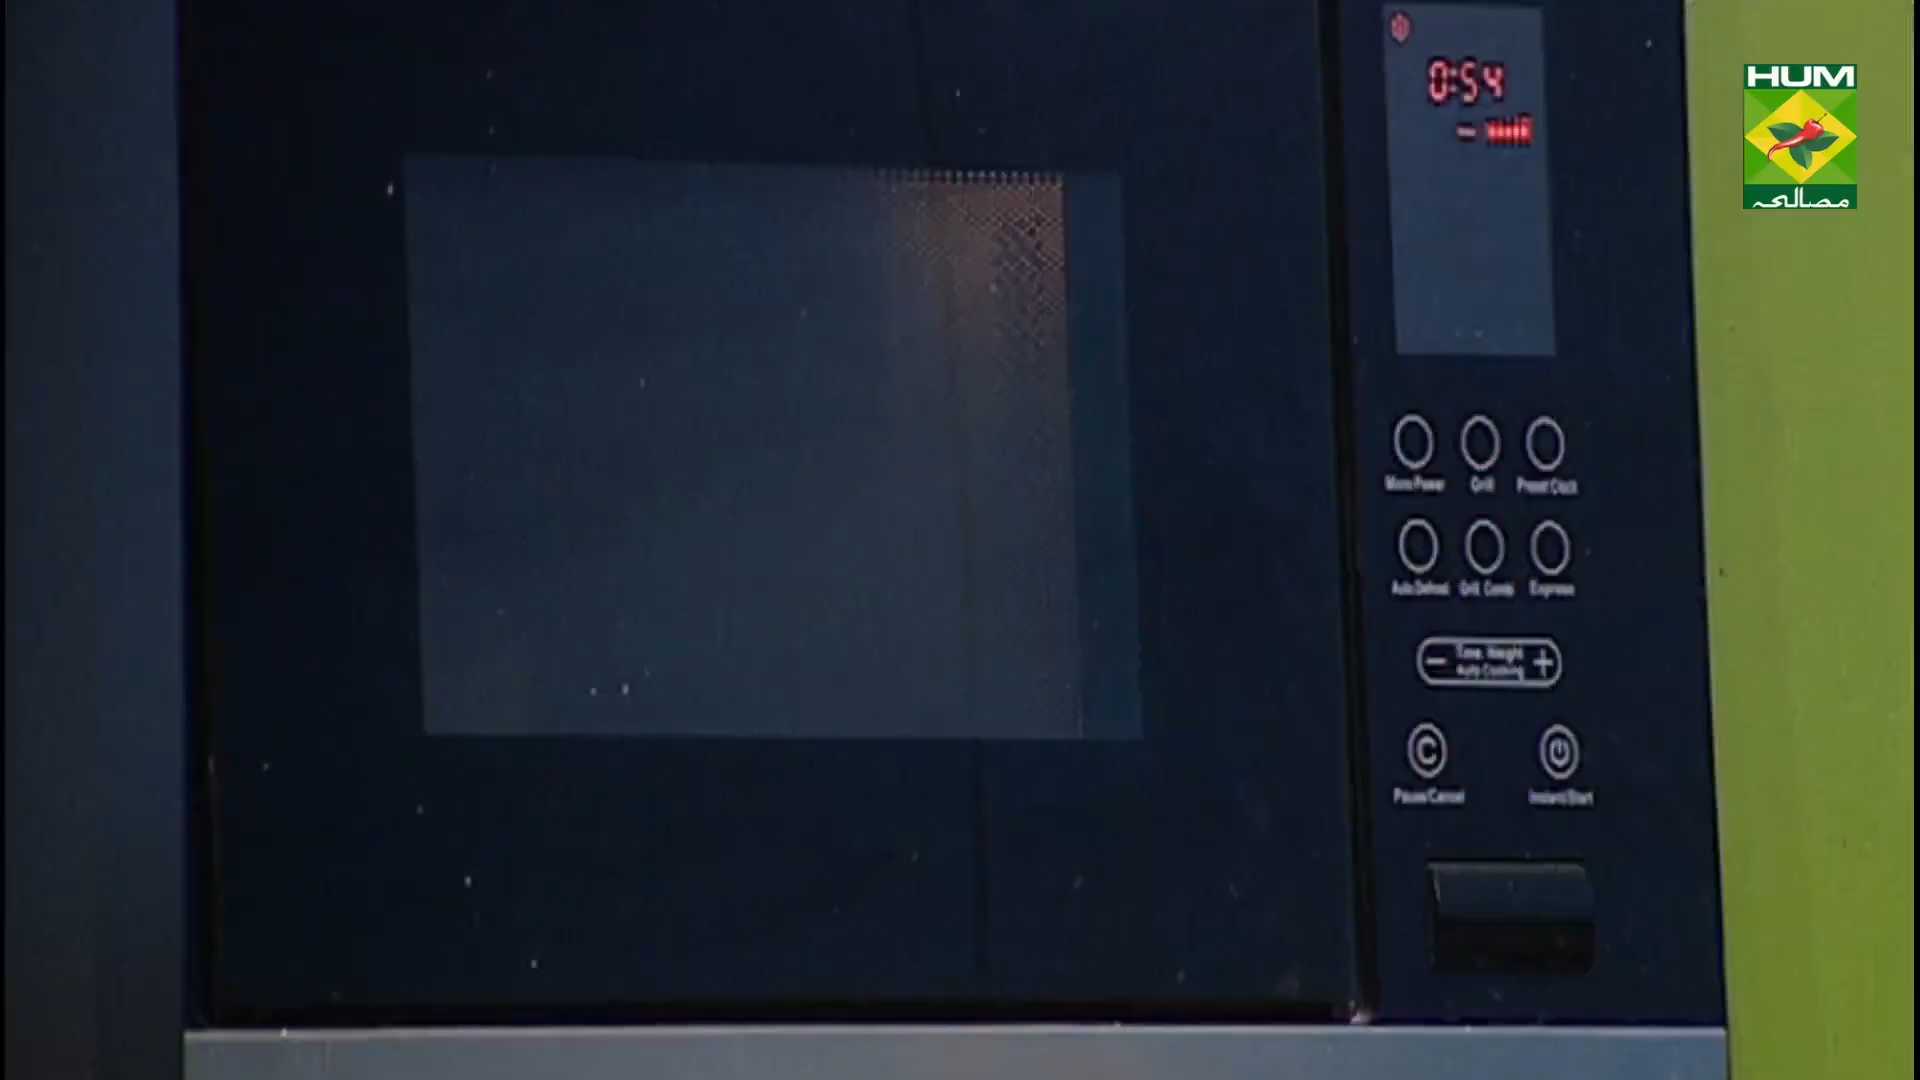 0:54
HUM
مصالحہ
Micro Power
Grill
Preset Clock
Auto Defrost
Grill Combi
Express
− Time. Weight +
Auto Cooking
C
Pause/Cancel
Instant/Start